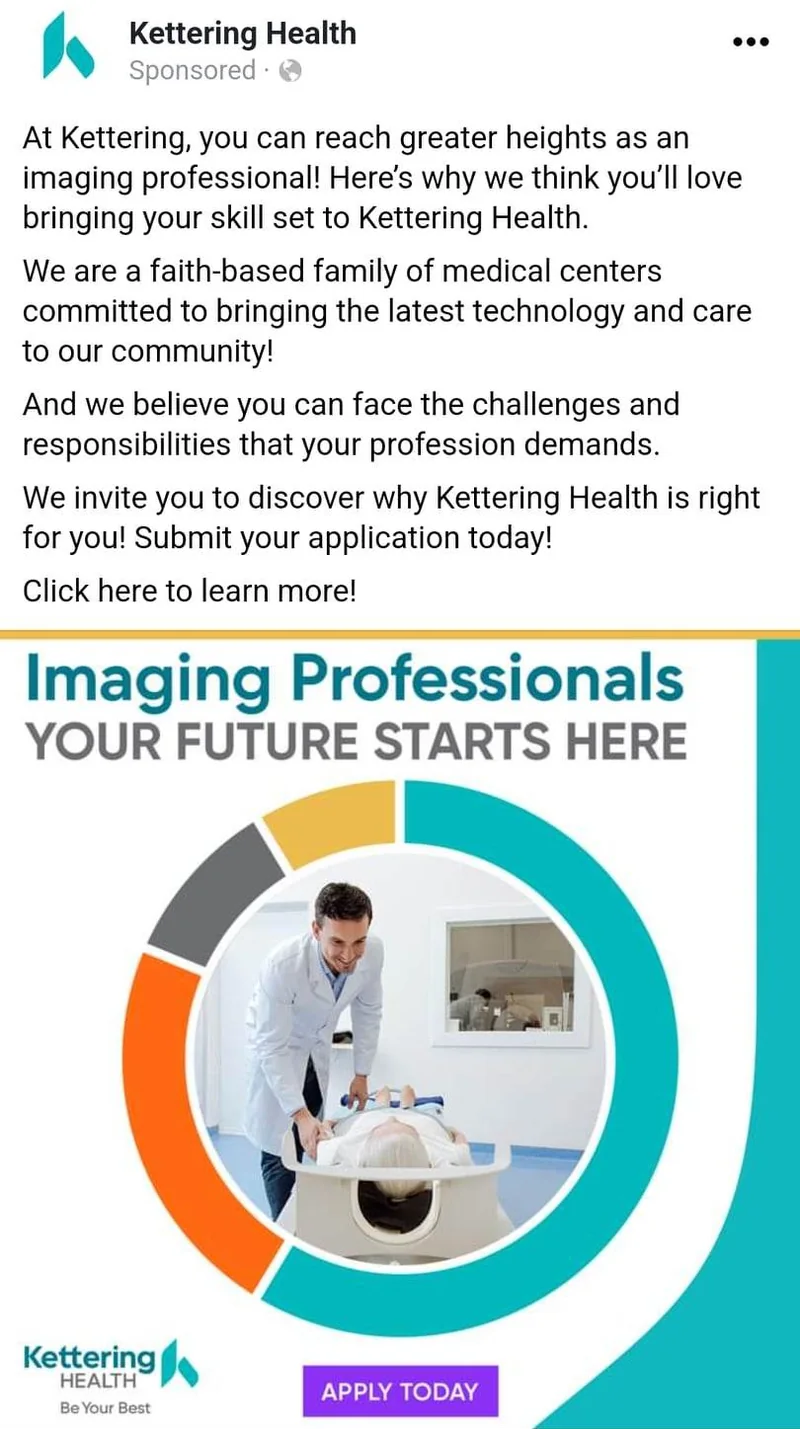 Kettering Health
Sponsored ·
At Kettering, you can reach greater heights as an
imaging professional! Here’s why we think you’ll love
bringing your skill set to Kettering Health.
We are a faith-based family of medical centers
committed to bringing the latest technology and care
to our community!
And we believe you can face the challenges and
responsibilities that your profession demands.
We invite you to discover why Kettering Health is right
for you! Submit your application today!
Click here to learn more!
Imaging Professionals
YOUR FUTURE STARTS HERE
Kettering
HEALTH
Be Your Best
APPLY TODAY